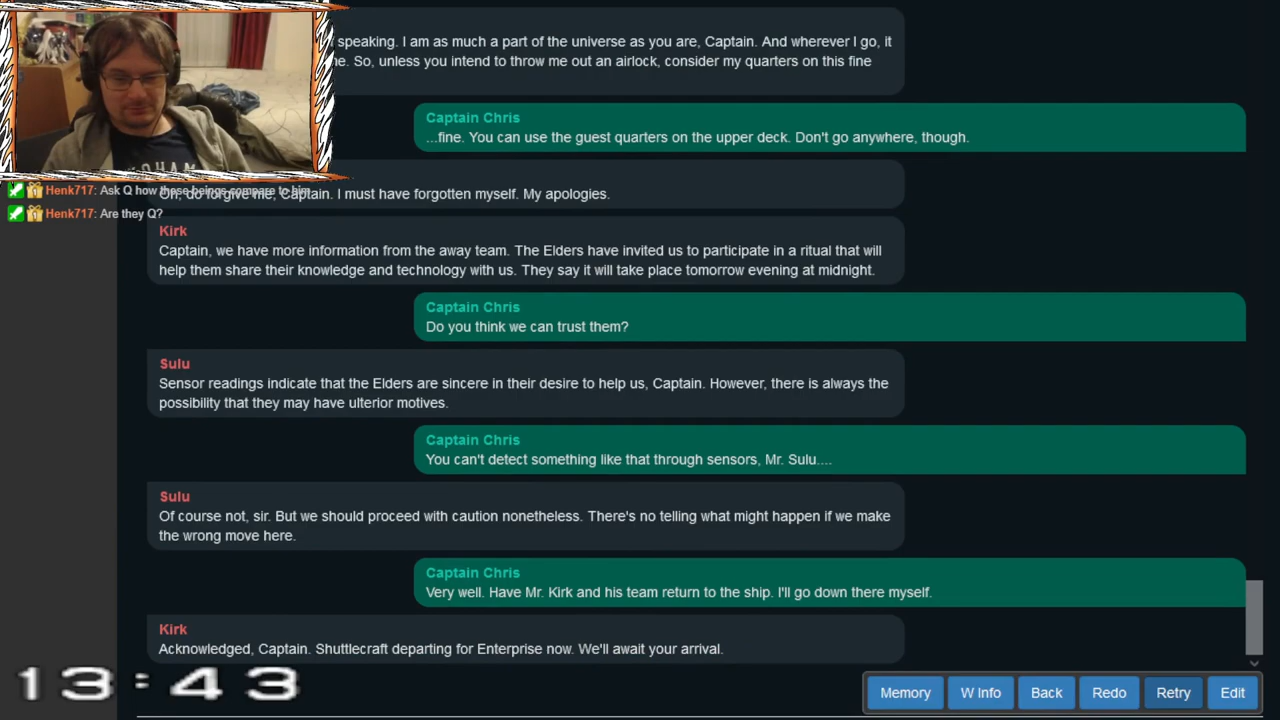 speaking. I am as much a part of the universe as you are, Captain. And wherever I go, it
ne. So, unless you intend to throw me out an airlock, consider my quarters on this fine
Captain Chris
...fine. You can use the guest quarters on the upper deck. Don't go anywhere, though.
Henk717: Ask Q how these beings compare to him
Oh, do forgive me, Captain. I must have forgotten myself. My apologies.
Henk717: Are they Q?
Kirk
Captain, we have more information from the away team. The Elders have invited us to participate in a ritual that will
help them share their knowledge and technology with us. They say it will take place tomorrow evening at midnight.
Captain Chris
Do you think we can trust them?
Sulu
Sensor readings indicate that the Elders are sincere in their desire to help us, Captain. However, there is always the
possibility that they may have ulterior motives.
Captain Chris
You can't detect something like that through sensors, Mr. Sulu....
Sulu
Of course not, sir. But we should proceed with caution nonetheless. There's no telling what might happen if we make
the wrong move here.
Captain Chris
Very well. Have Mr. Kirk and his team return to the ship. I'll go down there myself.
Kirk
Acknowledged, Captain. Shuttlecraft departing for Enterprise now. We'll await your arrival.
13:43
Memory W Info Back Redo Retry Edit